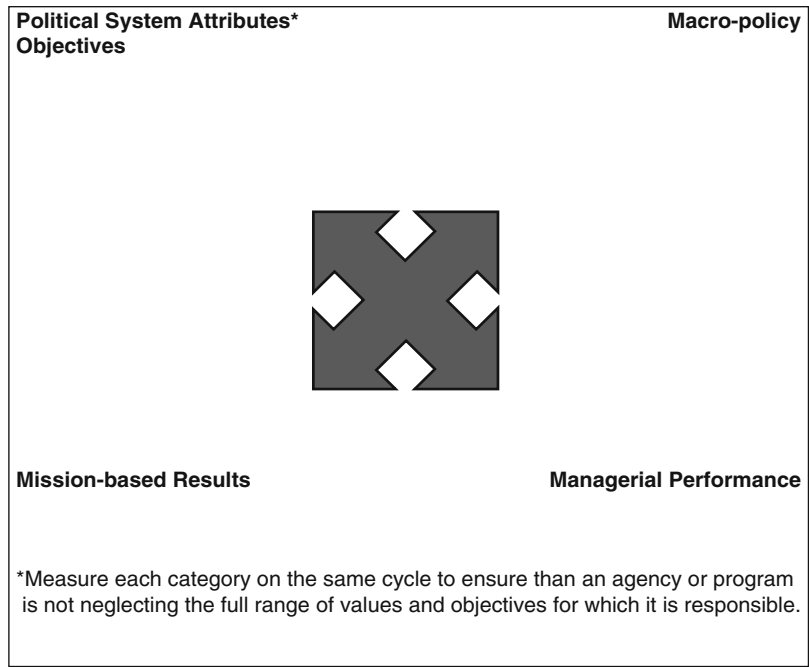 Political System Attributes* Macro-policy
Objectives
Mission-based Results Managerial Performance
*Measure each category on the same cycle to ensure than an agency or program
is not neglecting the full range of values and objectives for which it is responsible.